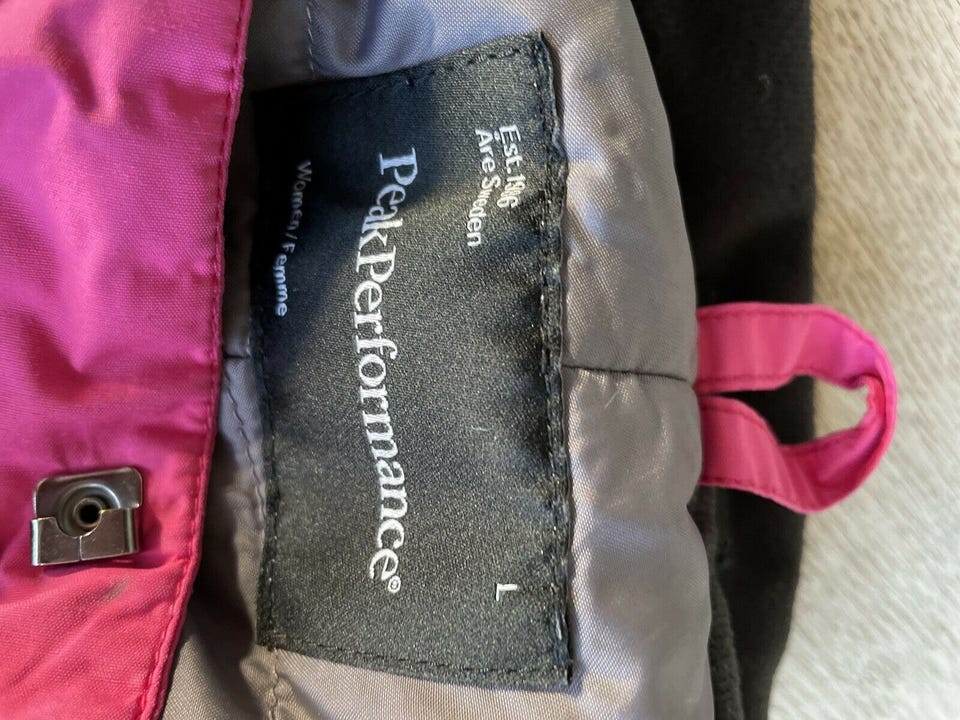 Est. 1986
Åre Sweden
L
PeakPerformance®
Women/Femme